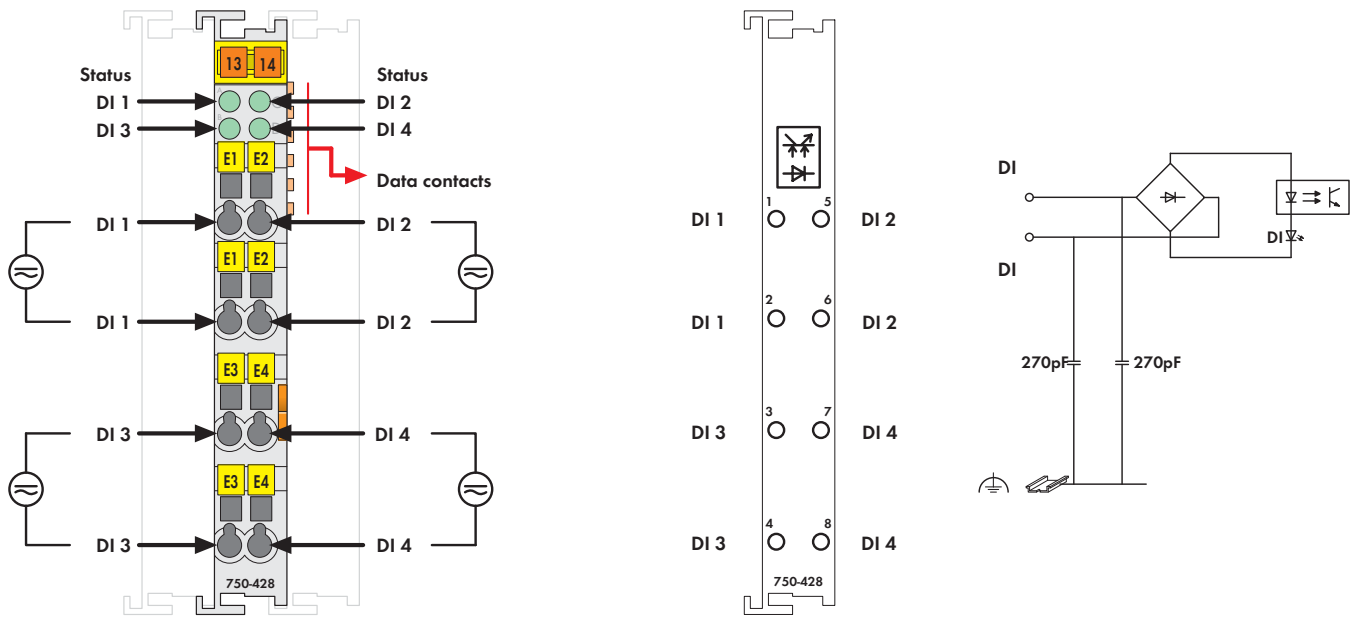 13 14
Status Status
DI 1 DI 2
DI 3 DI 4
E1 E2
Data contacts
DI 1 DI 2
E1 E2
DI 1 DI 2
E3 E4
DI 3 DI 4
E3 E4
DI 3 DI 4
750-428
1 5
DI 1 DI 2
2 6
DI 1 DI 2
3 7
DI 3 DI 4
4 8
DI 3 DI 4
750-428
DI
DI
DI
270pF 270pF